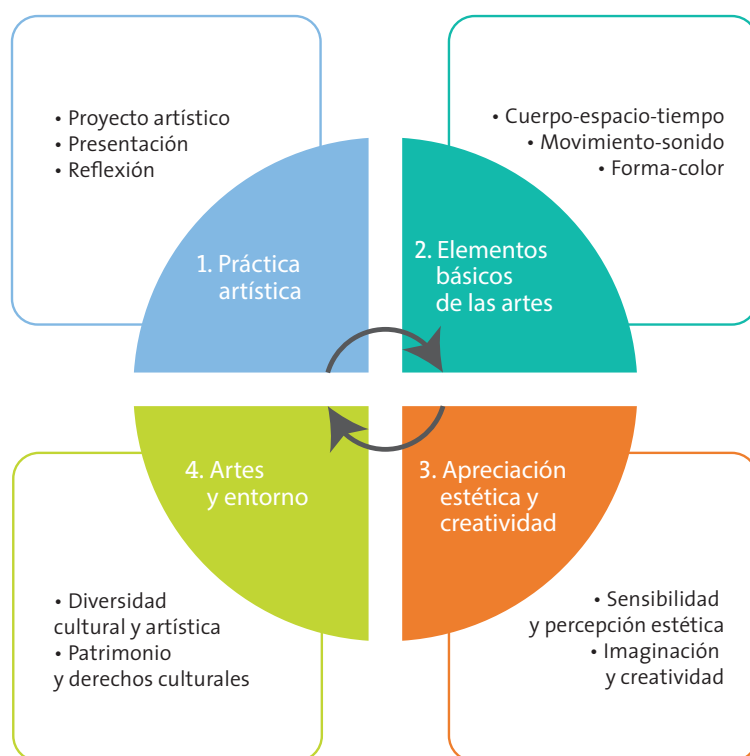 • Proyecto artístico
• Presentación
• Reflexión
1. Práctica
artística
• Cuerpo-espacio-tiempo
• Movimiento-sonido
• Forma-color
2. Elementos
básicos
de las artes
4. Artes
y entorno
• Diversidad
cultural y artística
• Patrimonio
y derechos culturales
3. Apreciación
estética y
creatividad
• Sensibilidad
y percepción estética
• Imaginación
y creatividad